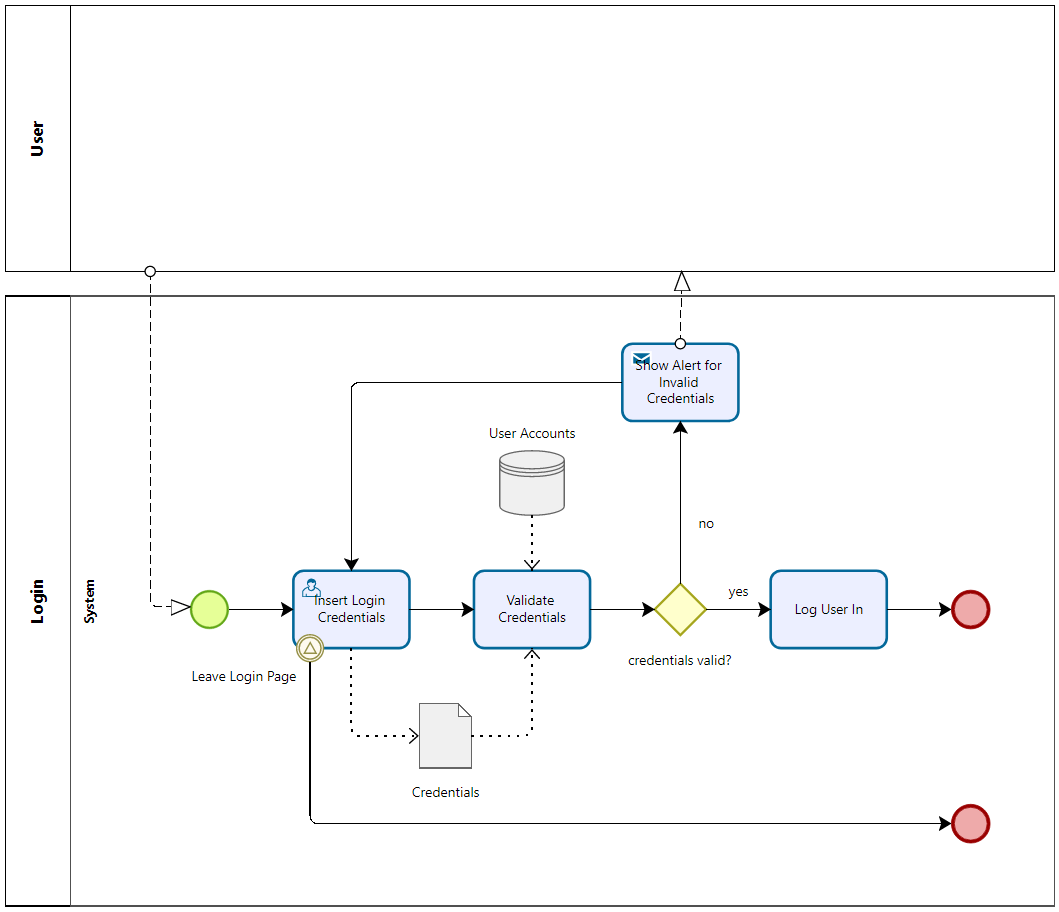 User
Login
System
Show Alert for
Invalid
Credentials
User Accounts
no
Insert Login
Credentials
Validate
Credentials
yes
Log User In
credentials valid?
Leave Login Page
Credentials